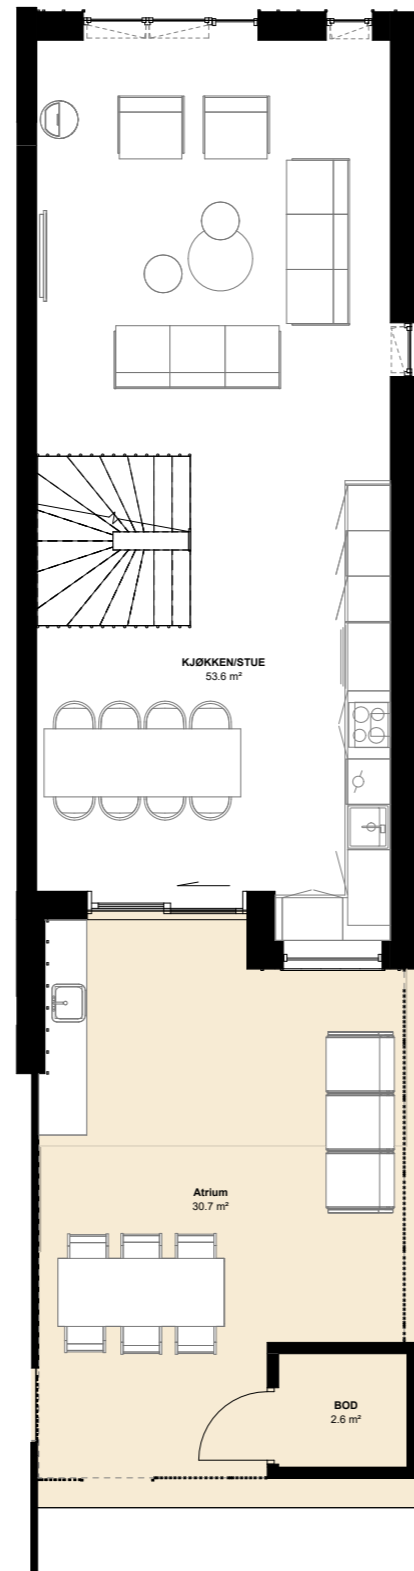 KJØKKEN/STUE
53.6 m²
Atrium
30.7 m²
BOD
2.6 m²